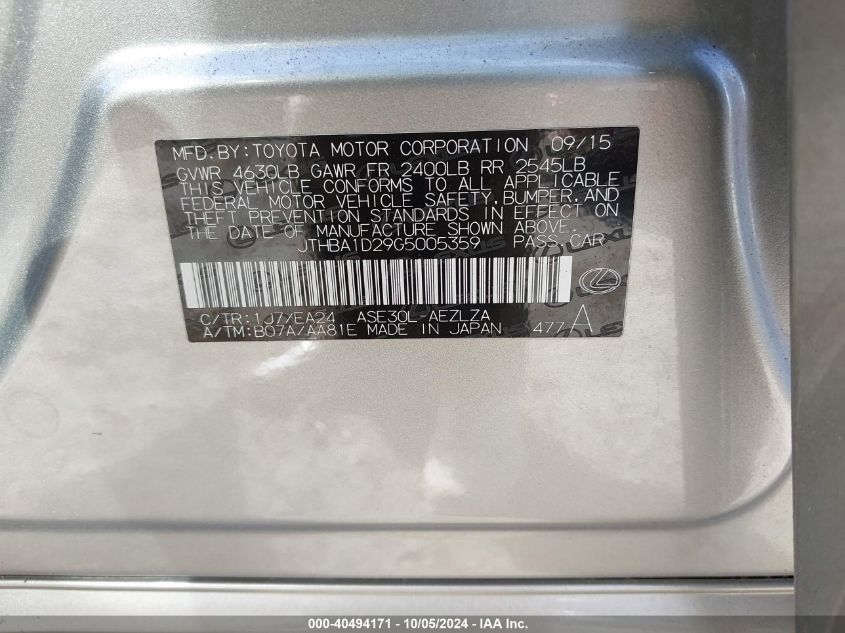 MFD.BY:TOYOTA MOTOR CORPORATION 09/15
GVWR 4630LB GAWR FR 2400LB RR 2545LB
THIS VEHICLE CONFORMS TO ALL APPLICABLE
FEDERAL MOTOR VEHICLE SAFETY,BUMPER,AND
THEFT PREVENTION STANDARDS IN EFFECT ON
THE DATE OF MANUFACTURE SHOWN ABOVE.
JTHBA1D29G5005359 PASS.CAR
C/TR:1J7/EA24 ASE30L-AEZLZA
A/TM:B07A/AA81E MADE IN JAPAN 477 A
000-40494171 - 10/05/2024 - IAA Inc.